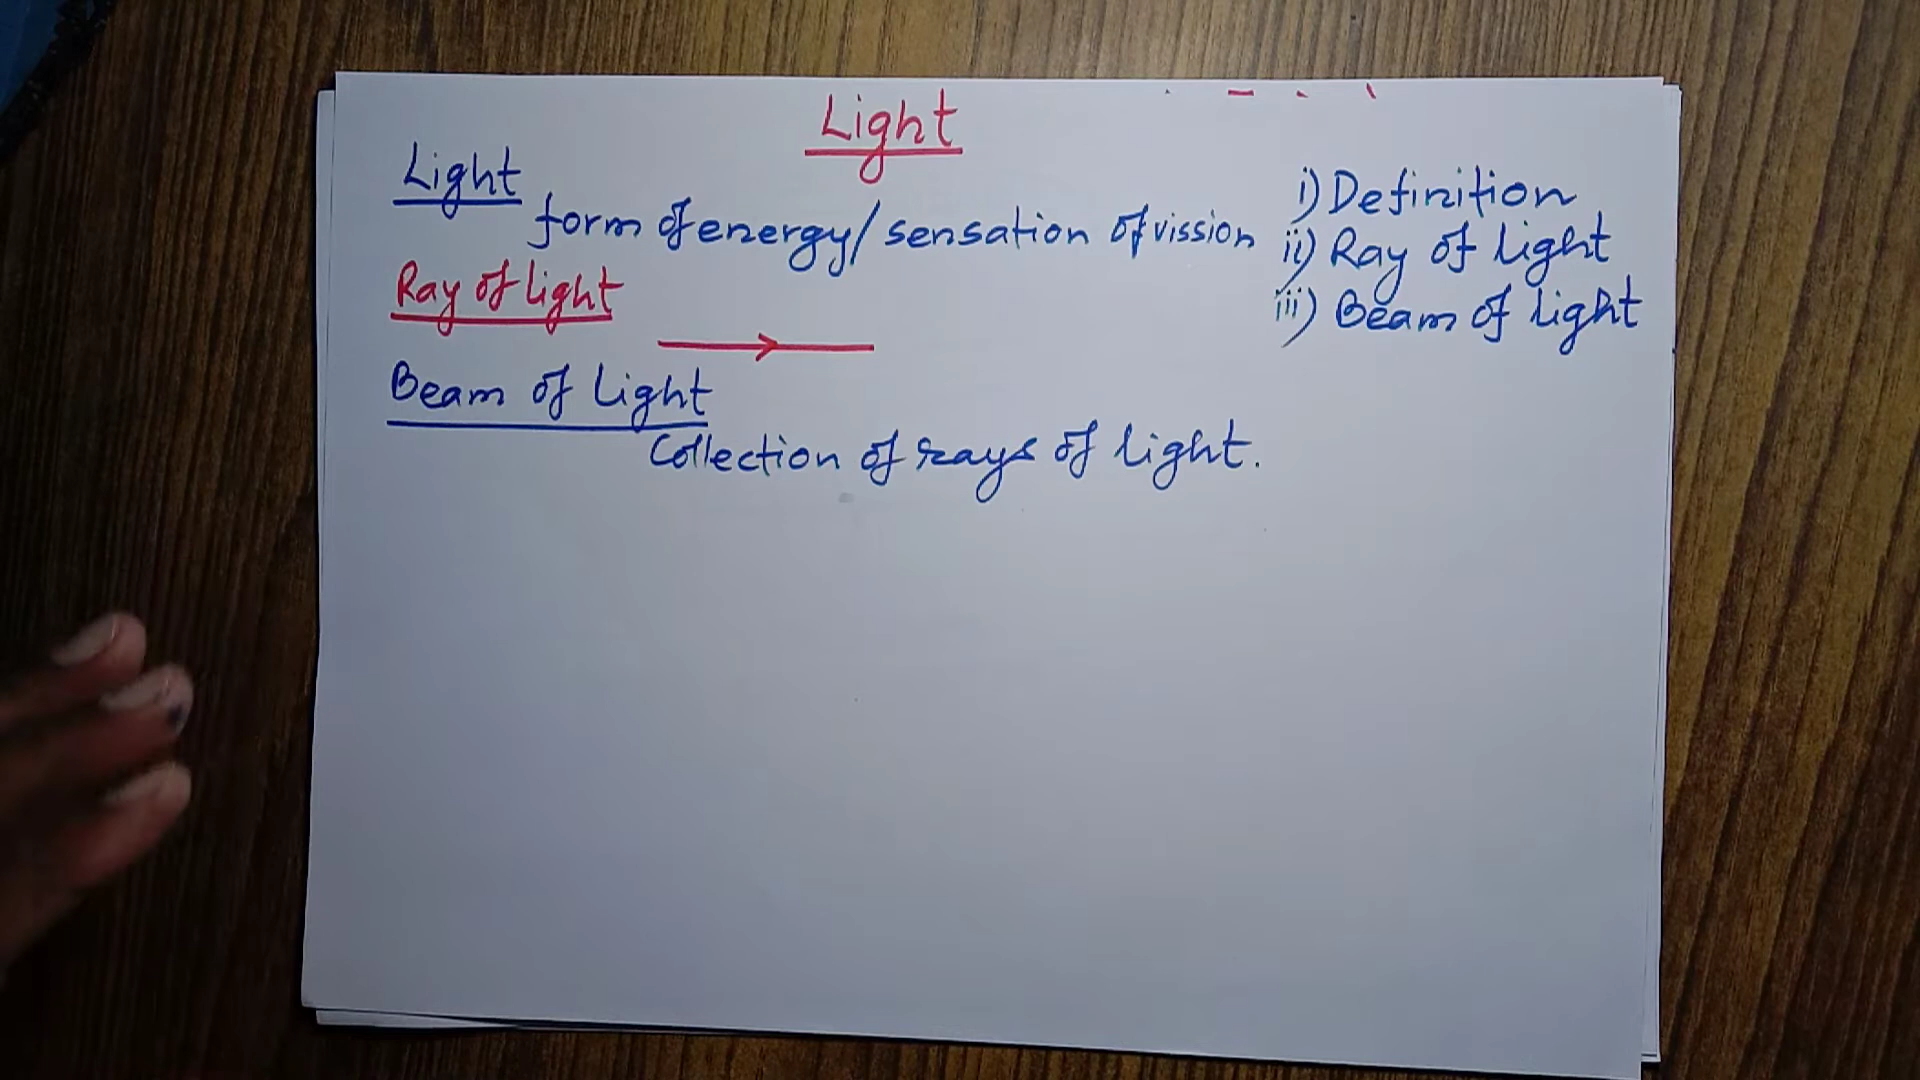 Light
Light
form of energy/sensation of vission
Ray of light
Beam of Light
Collection of rays of light.
i) Definition
ii) Ray of light
iii) Beam of light